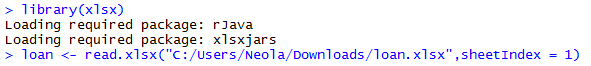 > library(xlsx)
Loading required package: rJava
Loading required package: xlsxjars
> loan <- read.xlsx("C:/Users/Neola/Downloads/loan.xlsx",sheetIndex = 1)